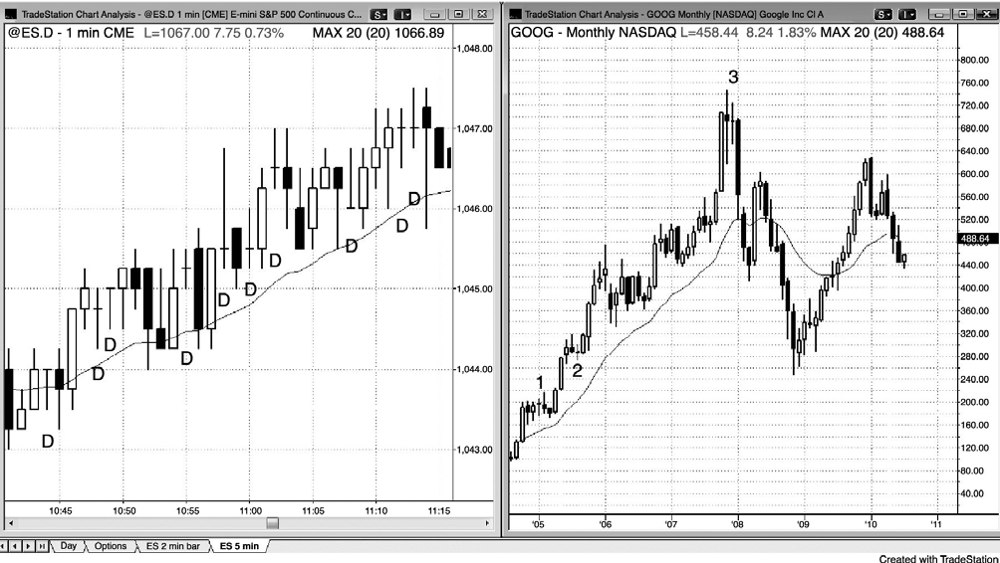 TradeStation Chart Analysis - @ES.D 1 min [CME] E-mini S&P 500 Continuous C...
S
I
@ES.D - 1 min CME L=1067.00 7.75 0.73% MAX 20 (20) 1066.89
1,048.00
1,047.00
1,046.00
1,045.00
1,044.00
1,043.00
D
D
D
D
D
D
D
D
D
D
10:45
10:50
10:55
11:00
11:05
11:10
11:15
Day
Options
ES 2 min bar
ES 5 min
TradeStation Chart Analysis - GOOG Monthly [NASDAQ] Google Inc Cl A
S
I
GOOG - Monthly NASDAQ L=458.44 8.24 1.83% MAX 20 (20) 488.64
800.00
760.00
720.00
680.00
640.00
600.00
560.00
520.00
488.64
440.00
400.00
360.00
320.00
280.00
240.00
200.00
160.00
120.00
80.00
40.00
1
2
3
'05
'06
'07
'08
'09
'10
'11
Created with TradeStation